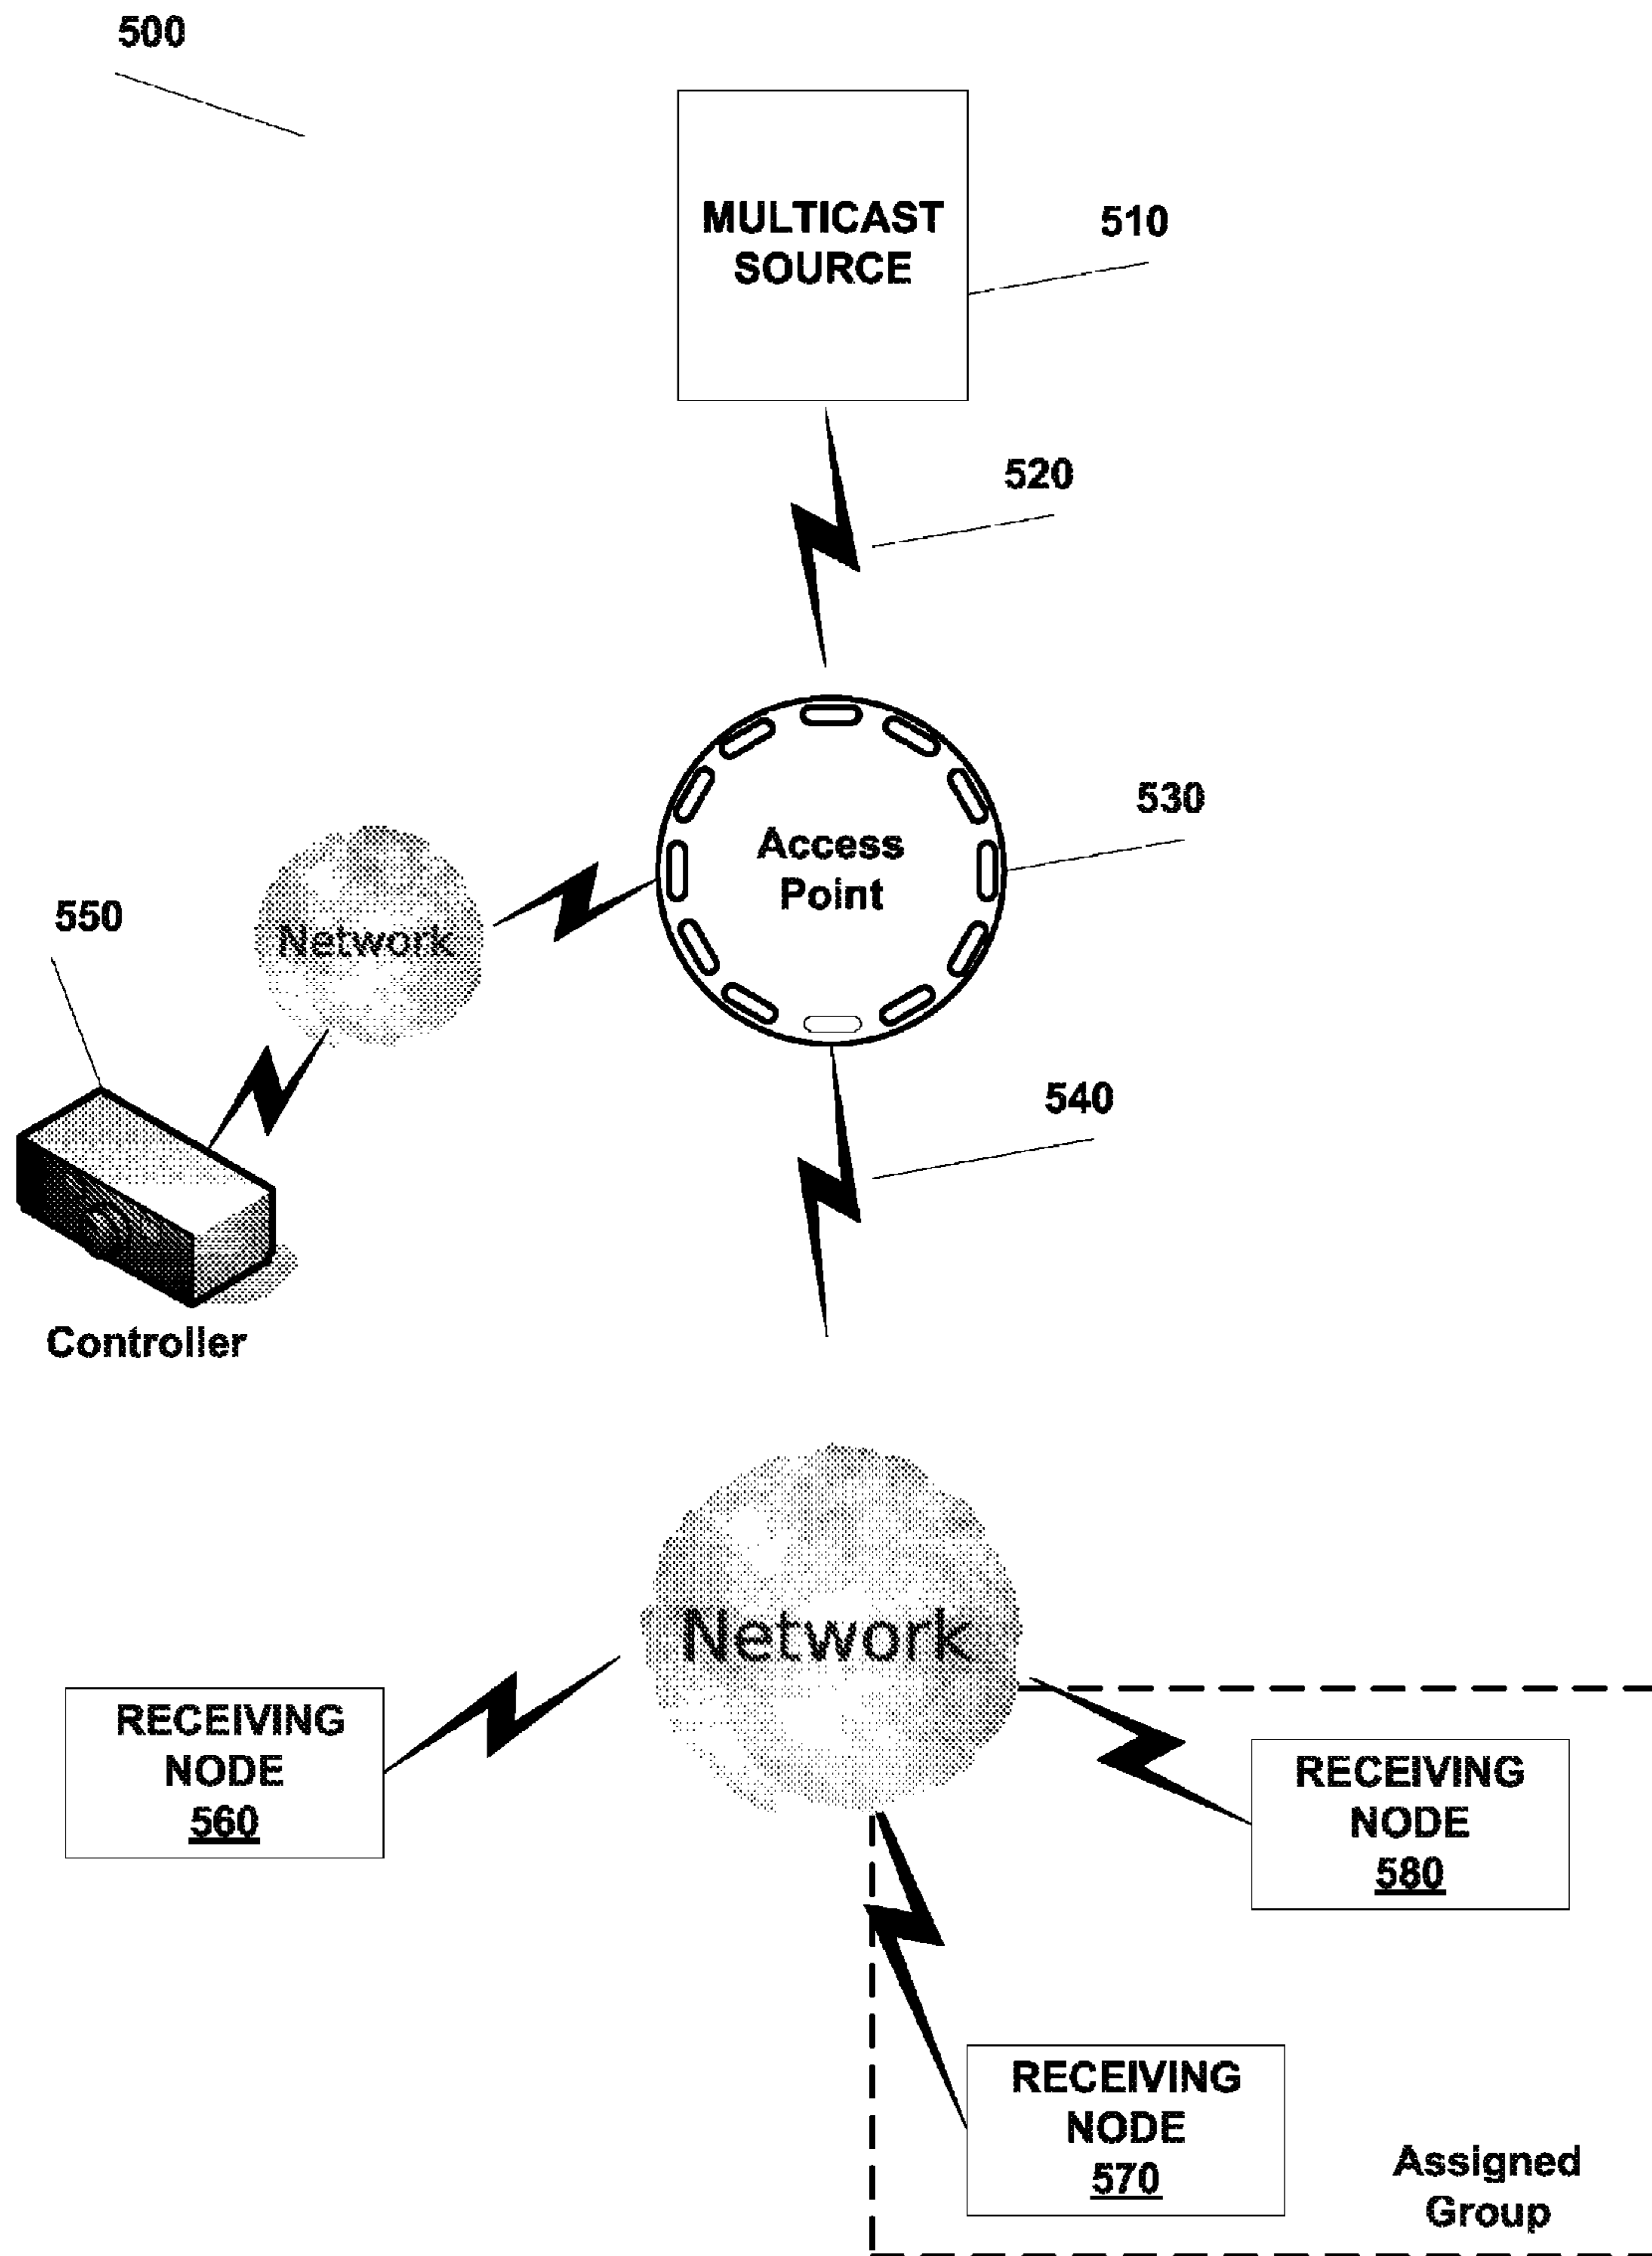 500
MULTICAST
SOURCE
510
520
530
Access
Point
550
Network
540
Controller
Network
RECEIVING
NODE
560
RECEIVING
NODE
580
RECEIVING
NODE
570
Assigned
Group